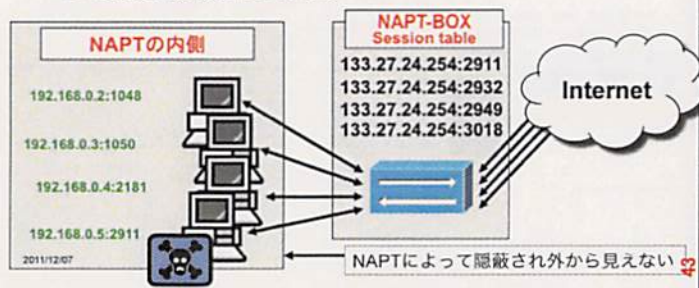 NAPTの内側
192.168.0.2:1048
192.168.0.3:1050
192.168.0.4:2181
192.168.0.5:2911
2011/12/07
NAPT-BOX
Session table
133.27.24.254:2911
133.27.24.254:2932
133.27.24.254:2949
133.27.24.254:3018
Internet
NAPTによって隠蔽され外から見えない
43